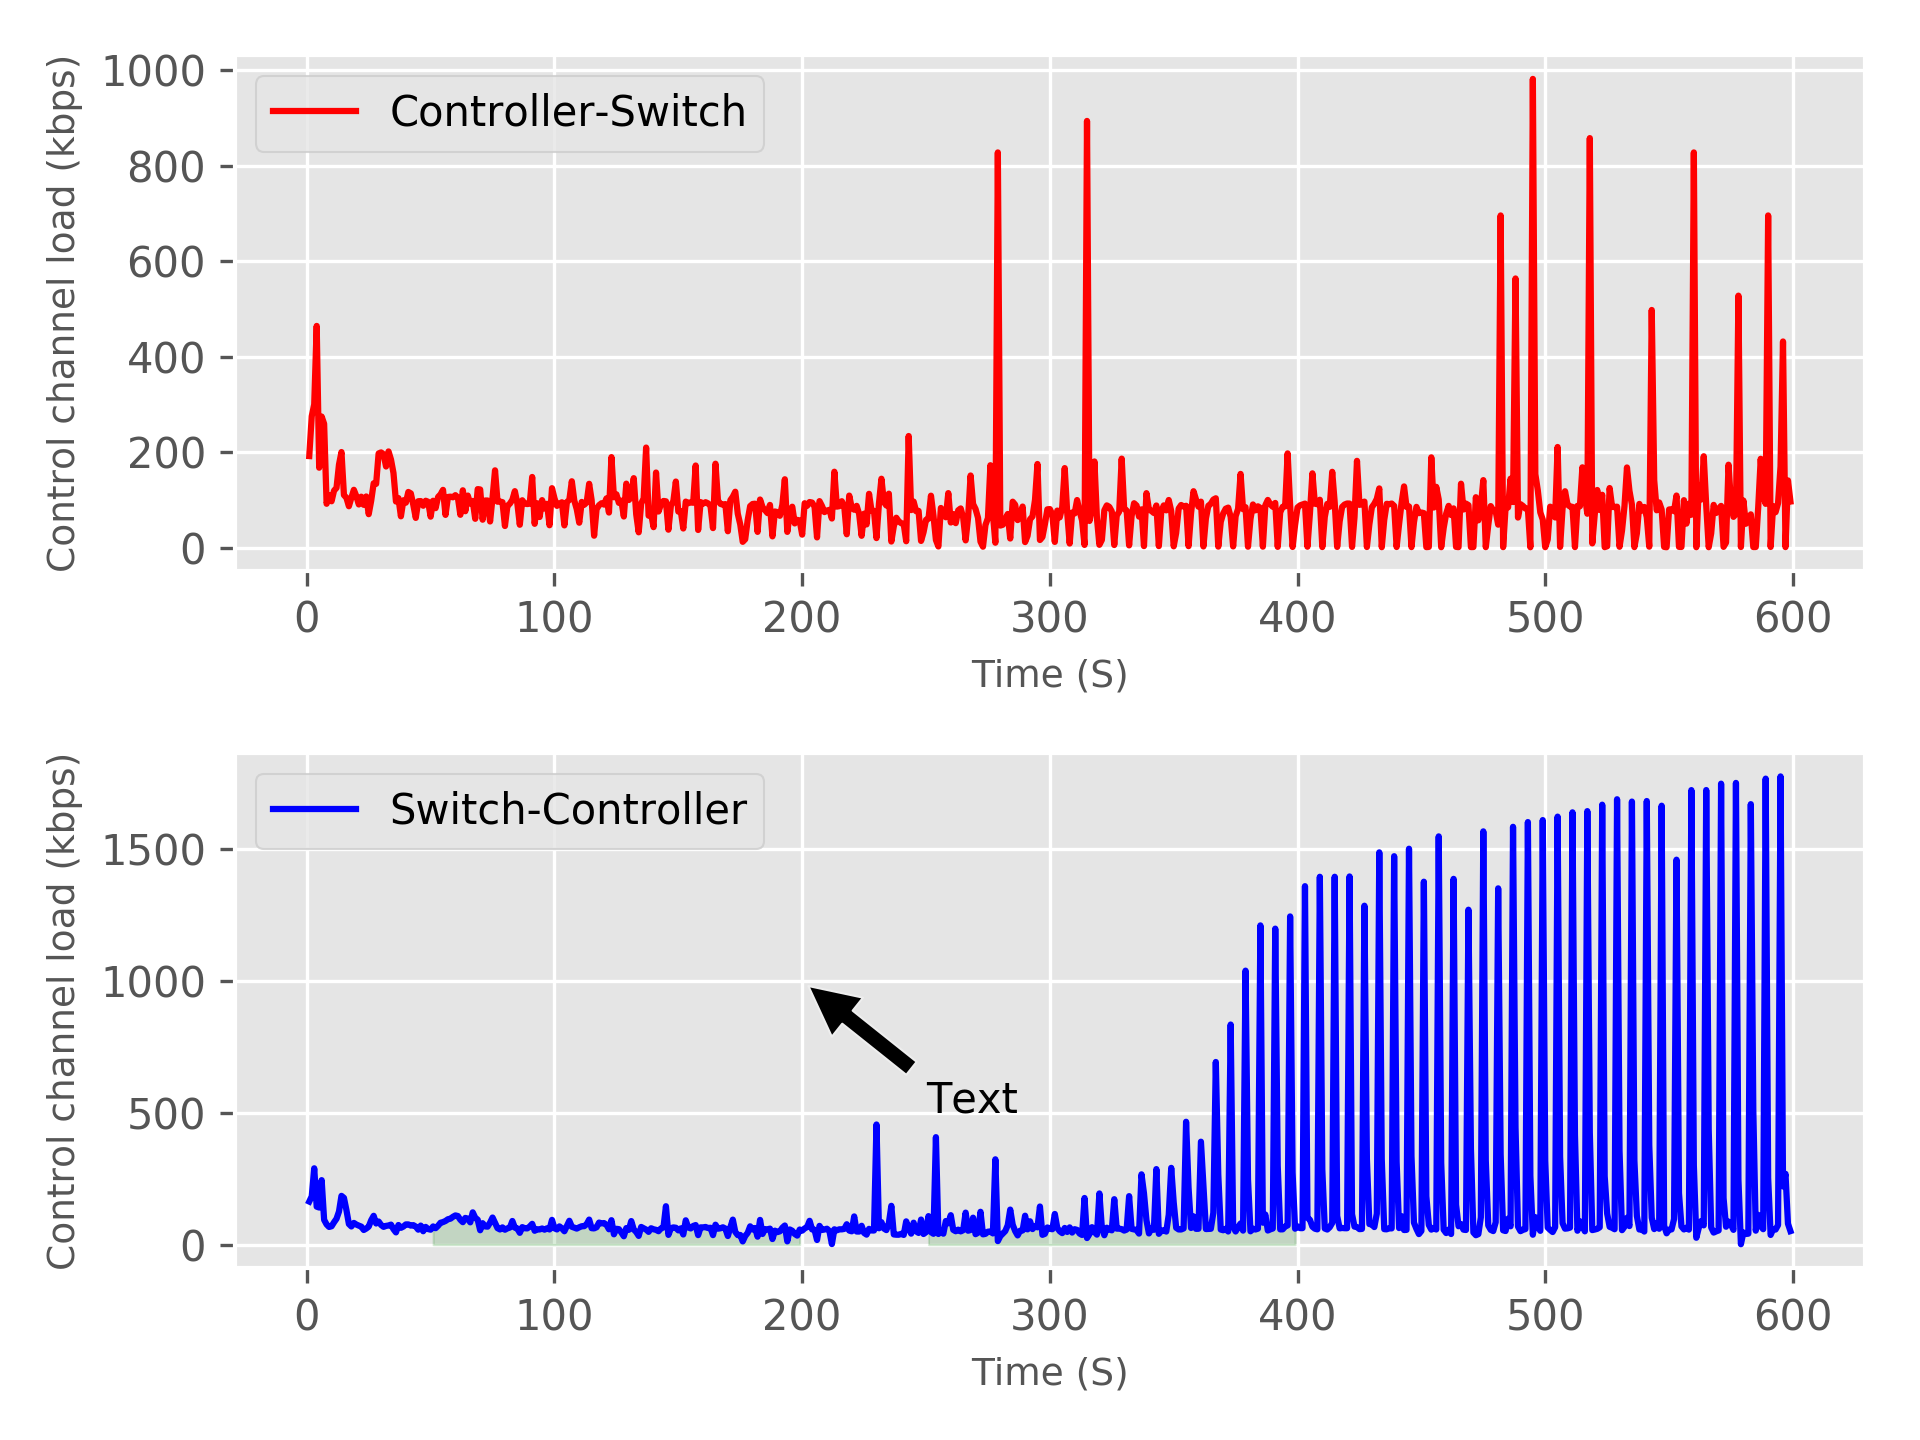 Control channel load (kbps)
1000
800
600
400
200
0
Controller-Switch
0 100 200 300 400 500 600
Time (S)
Control channel load (kbps)
1500
1000
500
0
Switch-Controller
Text
0 100 200 300 400 500 600
Time (S)